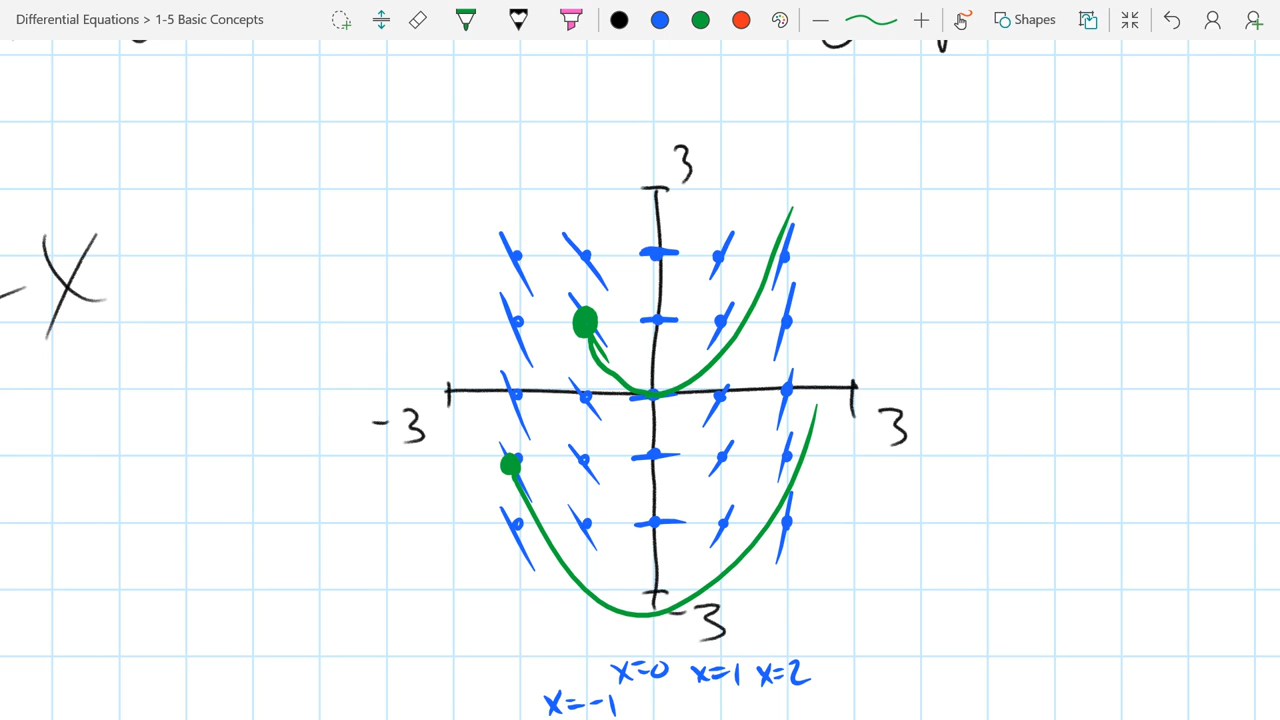 Differential Equations > 1-5 Basic Concepts
Shapes
3
- x
-3
3
-3
x=0 x=1 x=2
x=-1